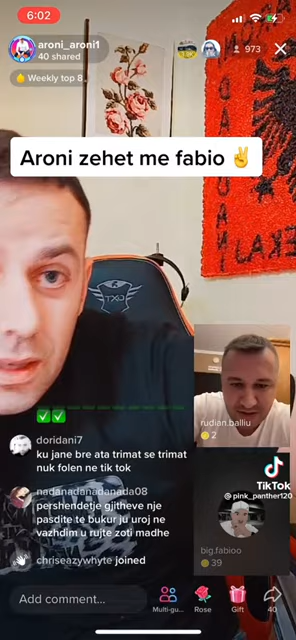 6:02
aroni_aroni1
40 shared
973
Weekly top 8
Aroni zehet me fabio ✌️
TXD
rudian.balliu
2
doridani7
ku jane bre ata trimat se trimat
nuk folen ne tik tok
nadanadanadanada08
pershendetje gjitheve nje
pasdite te bukur ju uroj ne
vazhdim u rujte zoti madhe
chriseazywhyte joined
TikTok
@pink_panther120
big.fabioo
39
Add comment...
Multi-gu...
Rose
Gift
40